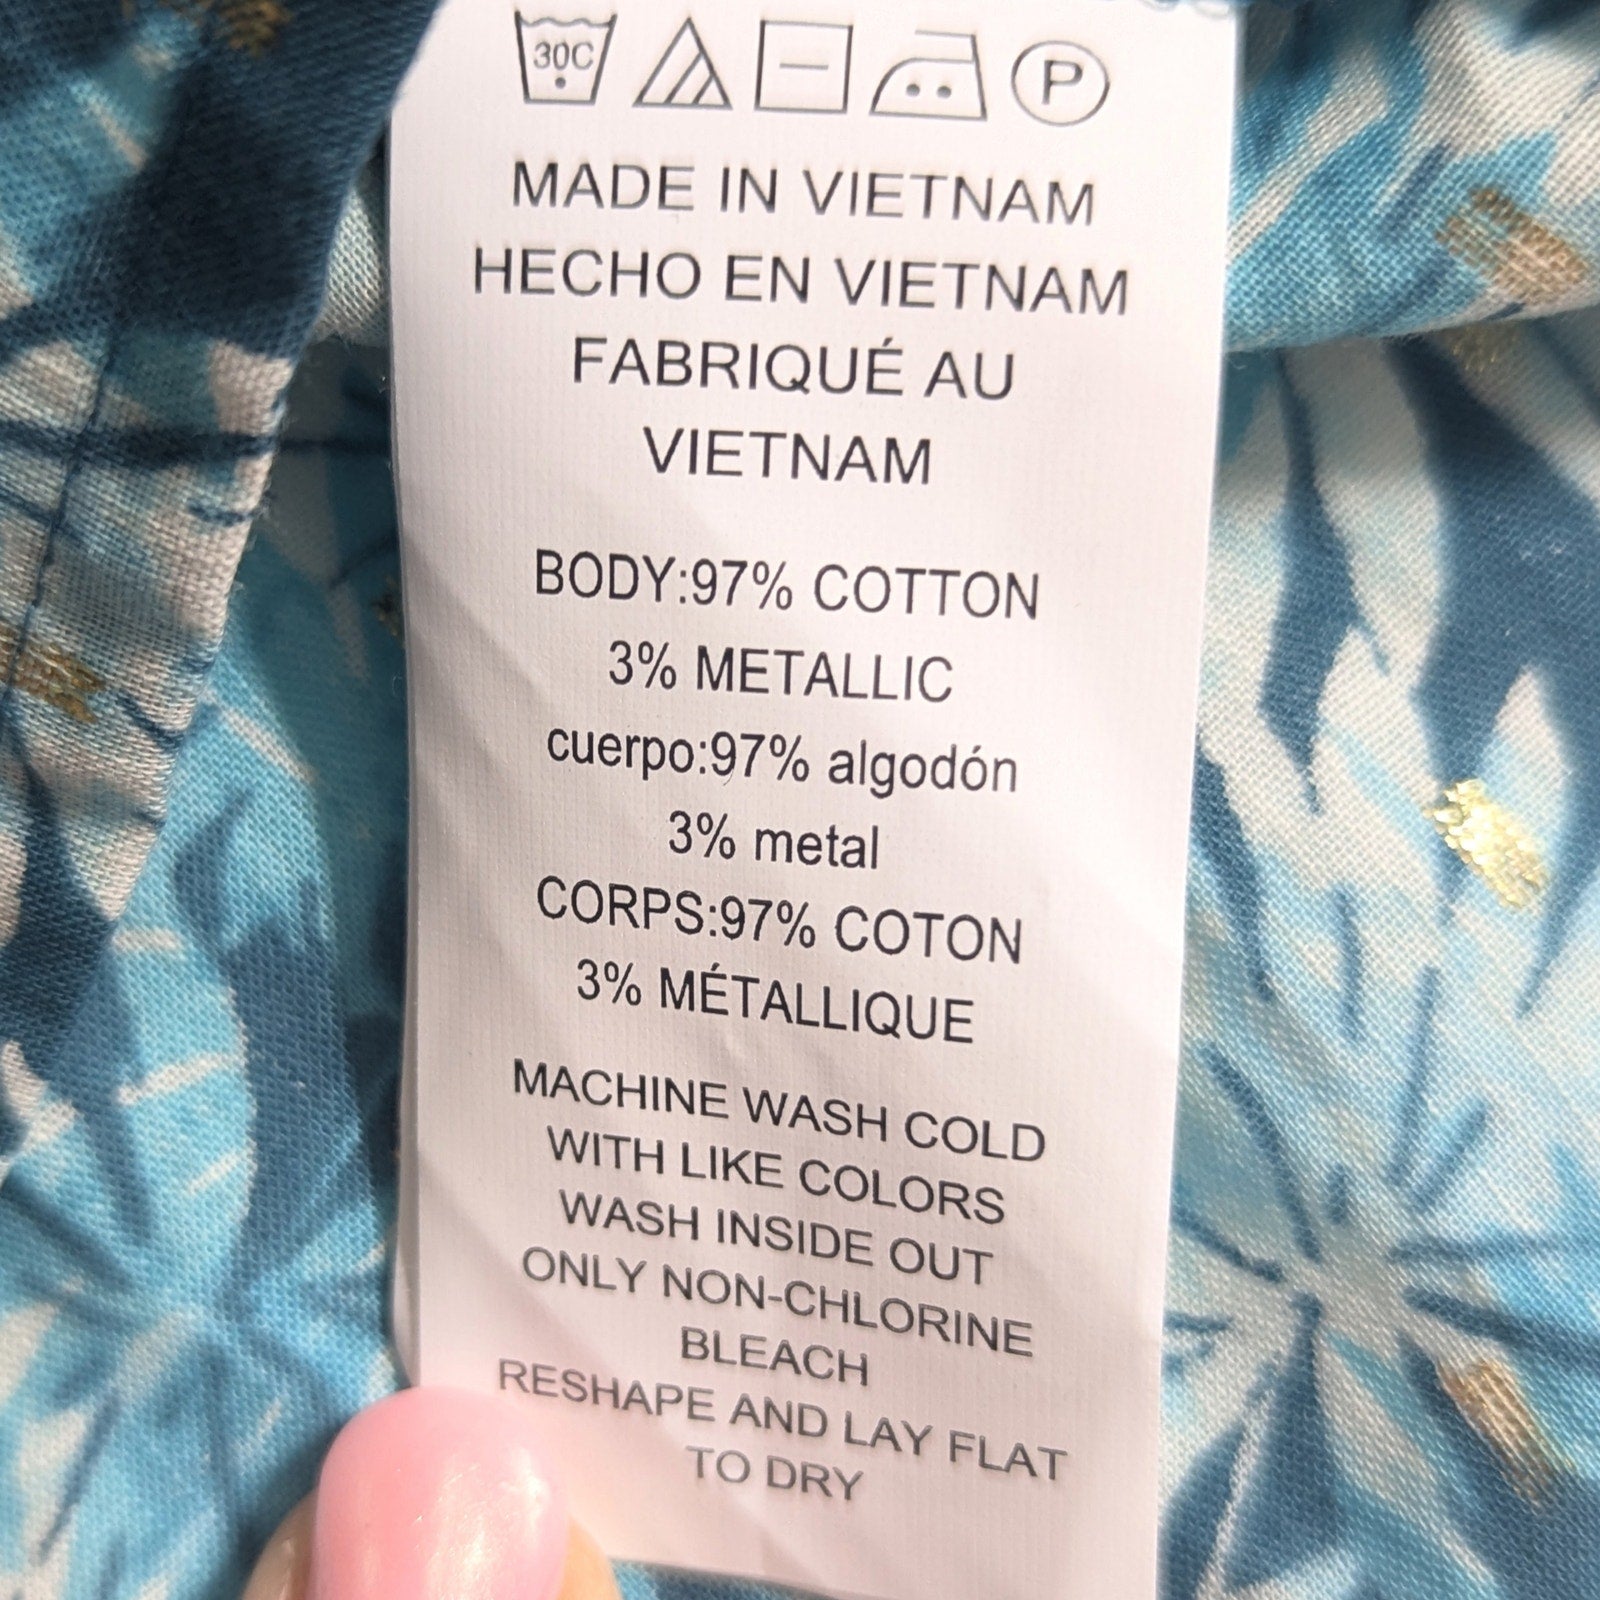 30C P
MADE IN VIETNAM
HECHO EN VIETNAM
FABRIQUÉ AU
VIETNAM
BODY:97% COTTON
3% METALLIC
cuerpo:97% algodón
3% metal
CORPS:97% COTON
3% MÉTALLIQUE
MACHINE WASH COLD
WITH LIKE COLORS
WASH INSIDE OUT
ONLY NON-CHLORINE
BLEACH
RESHAPE AND LAY FLAT
TO DRY